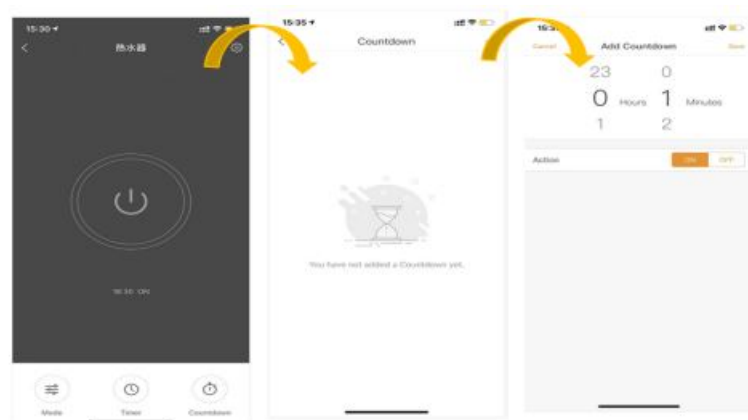 15:30
热水器
16:30 ON
Mode
Timer
Countdown
15:35
Countdown
You have not added a Countdown yet.
Cancel
Add Countdown
Save
23 0
0 Hours 1 Minutes
1 2
Action
ON
OFF